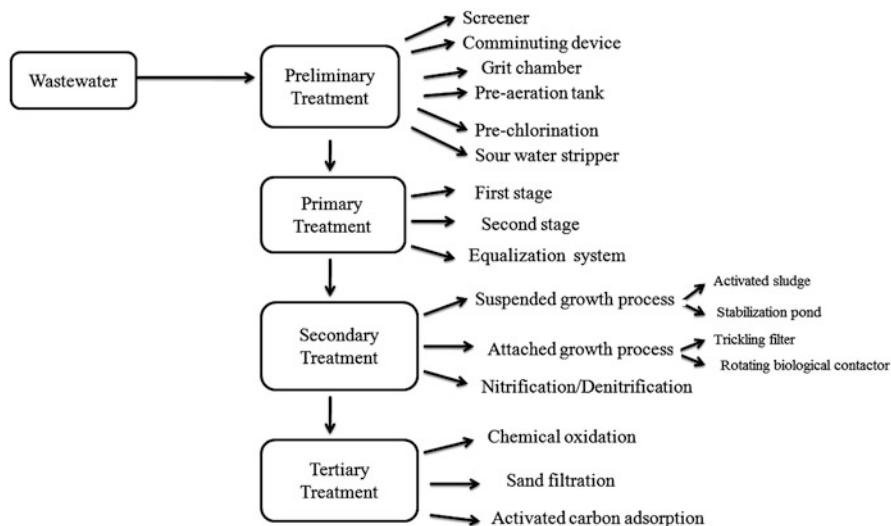 Wastewater
Preliminary
Treatment
Screener
Comminuting device
Grit chamber
Pre-aeration tank
Pre-chlorination
Sour water stripper
Primary
Treatment
First stage
Second stage
Equalization system
Secondary
Treatment
Suspended growth process
Activated sludge
Stabilization pond
Attached growth process
Trickling filter
Rotating biological contactor
Nitrification/Denitrification
Tertiary
Treatment
Chemical oxidation
Sand filtration
Activated carbon adsorption